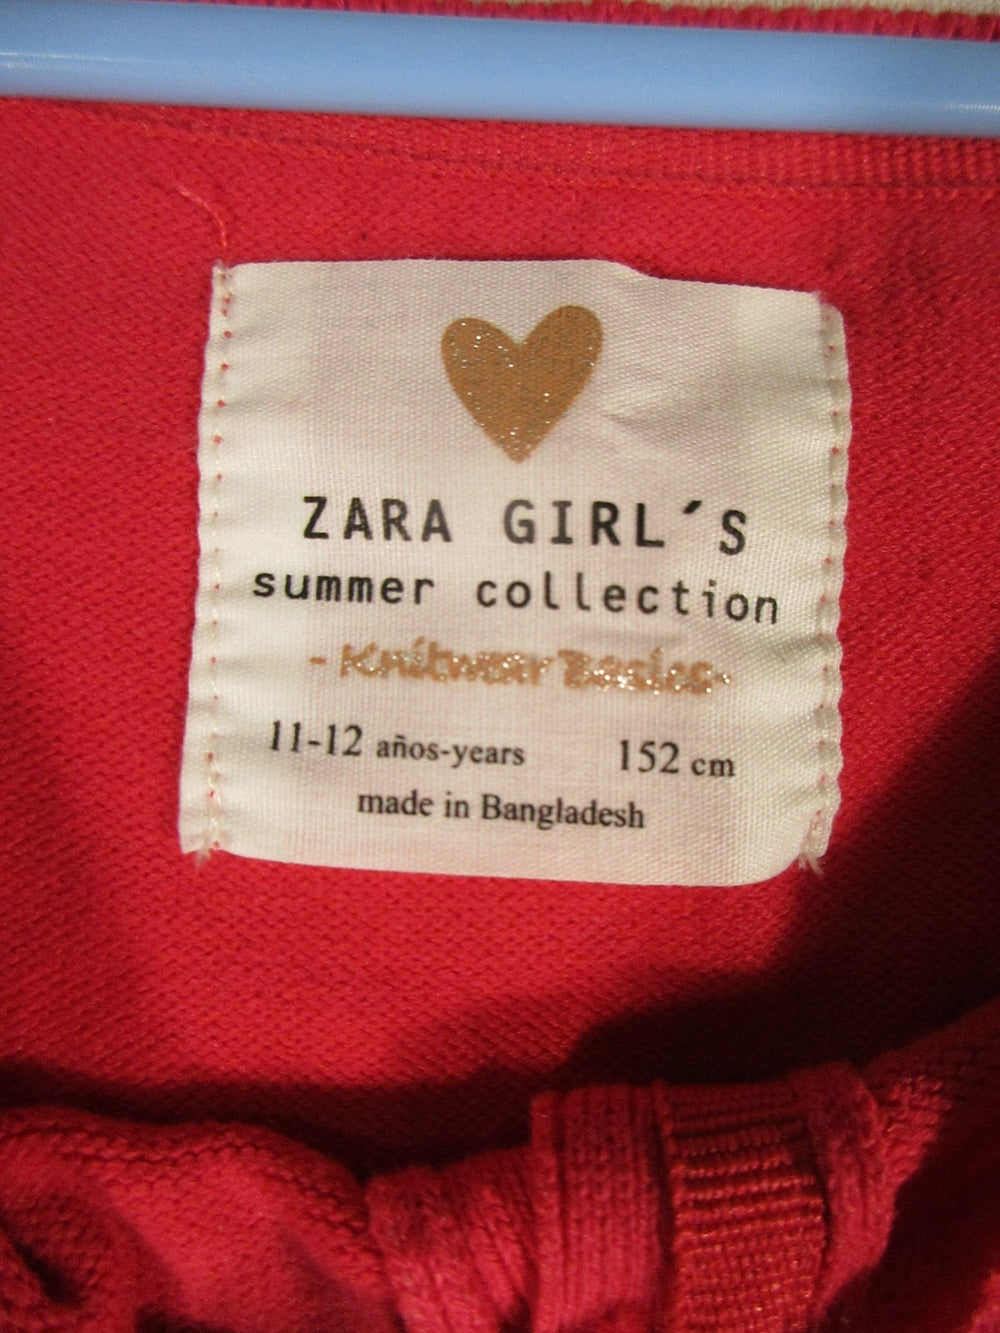 ZARA GIRL´S
summer collection
- Knitwear Basics -
11-12 años-years 152 cm
made in Bangladesh